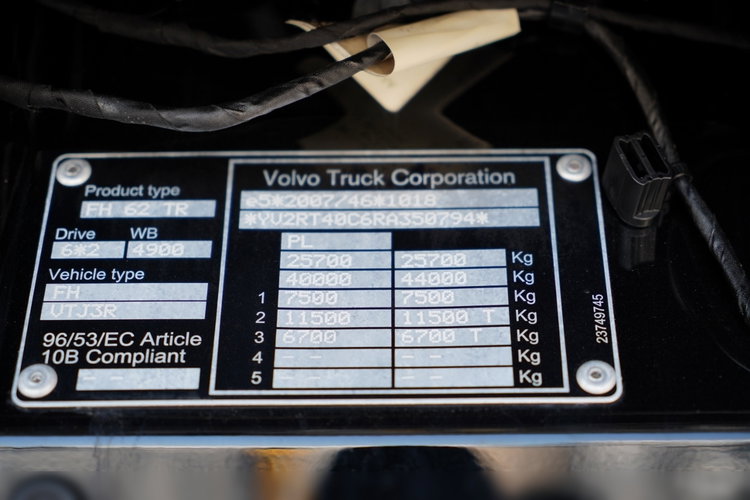 Product type
FH 62 TR
Drive WB
6*2 4900
Vehicle type
FH
VTJ3R
96/53/EC Article
10B Compliant
- - -
Volvo Truck Corporation
e5*2007/46*1018
*YV2RT40C6RA350794*
PL
25700 25700 Kg
40000 44000 Kg
1 7500 7500 Kg
2 11500 11500 T Kg
3 6700 6700 T Kg
4 - - - - Kg
5 - - - - Kg
23749745